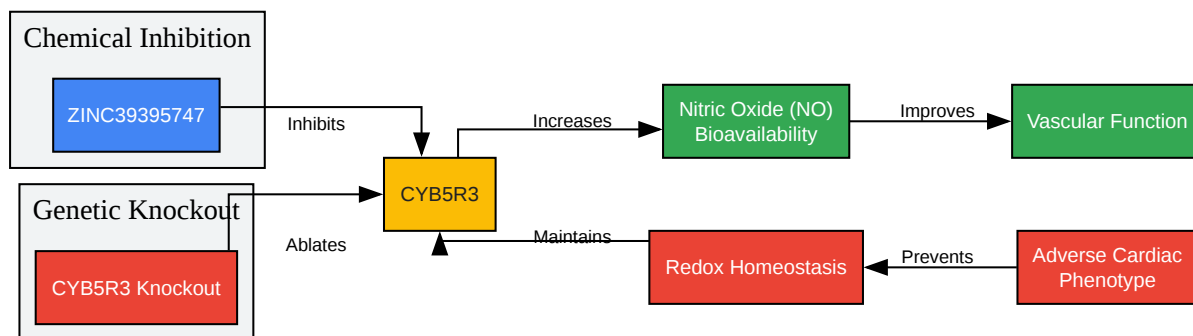 Chemical Inhibition
ZINC39395747
Inhibits
Genetic Knockout
CYB5R3 Knockout
Ablates
CYB5R3
Increases
Nitric Oxide (NO)
Bioavailability
Improves
Vascular Function
Maintains
Redox Homeostasis
Prevents
Adverse Cardiac
Phenotype